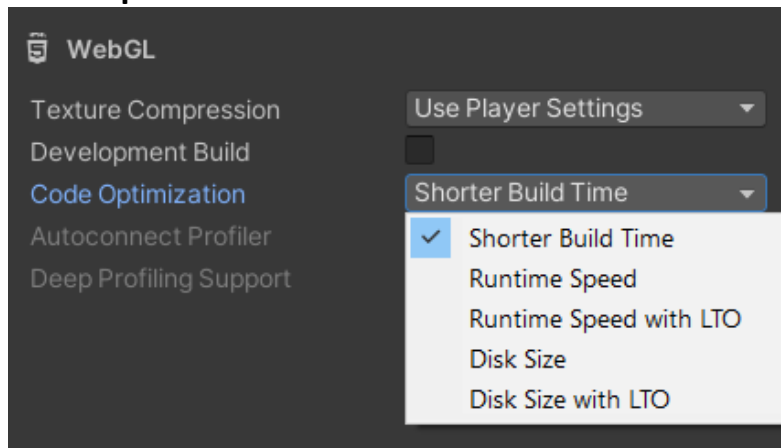 WebGL
Texture Compression Use Player Settings
Development Build
Code Optimization Shorter Build Time
Autoconnect Profiler
Deep Profiling Support
Shorter Build Time
Runtime Speed
Runtime Speed with LTO
Disk Size
Disk Size with LTO